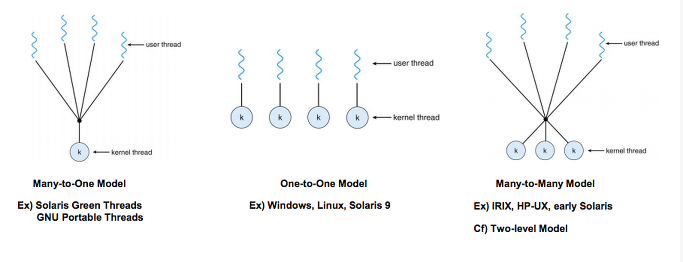 user thread
k
kernel thread
Many-to-One Model
Ex) Solaris Green Threads
GNU Portable Threads
user thread
k k k k
kernel thread
One-to-One Model
Ex) Windows, Linux, Solaris 9
user thread
k k k
kernel thread
Many-to-Many Model
Ex) IRIX, HP-UX, early Solaris
Cf) Two-level Model